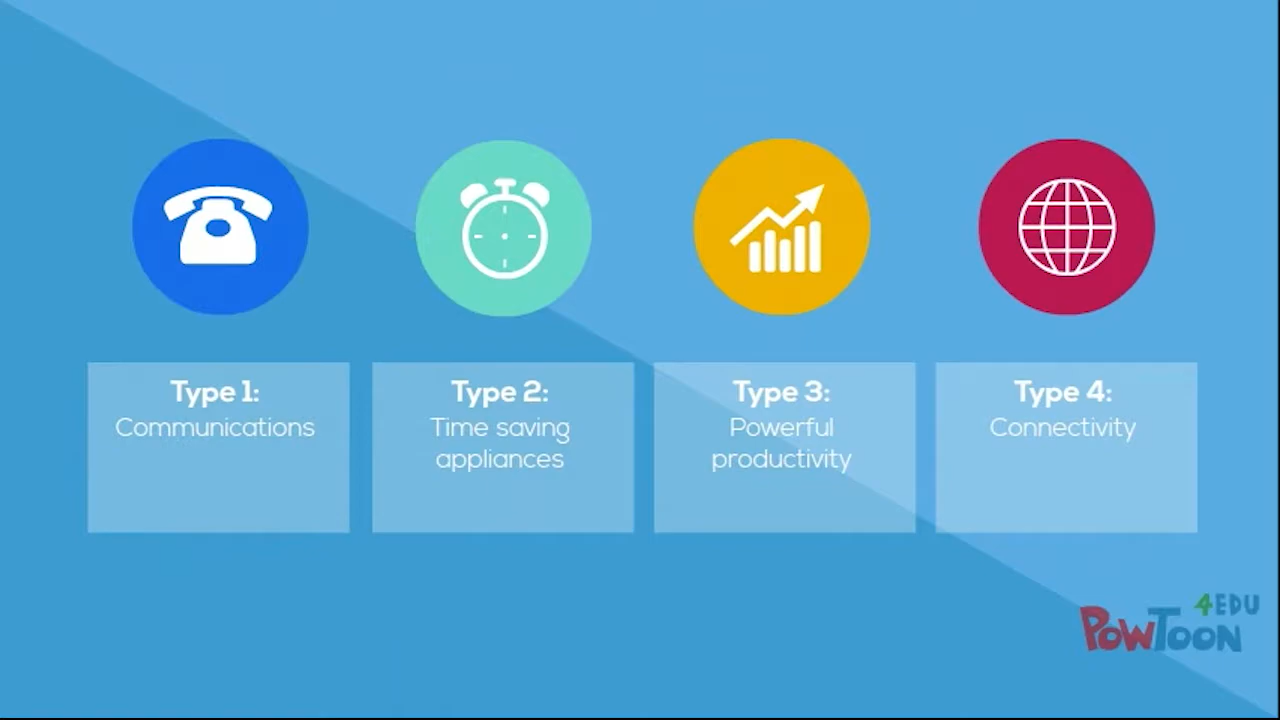 Type 1:
Communications
Type 2:
Time saving
appliances
Type 3:
Powerful
productivity
Type 4:
Connectivity
4EDU
PowToon